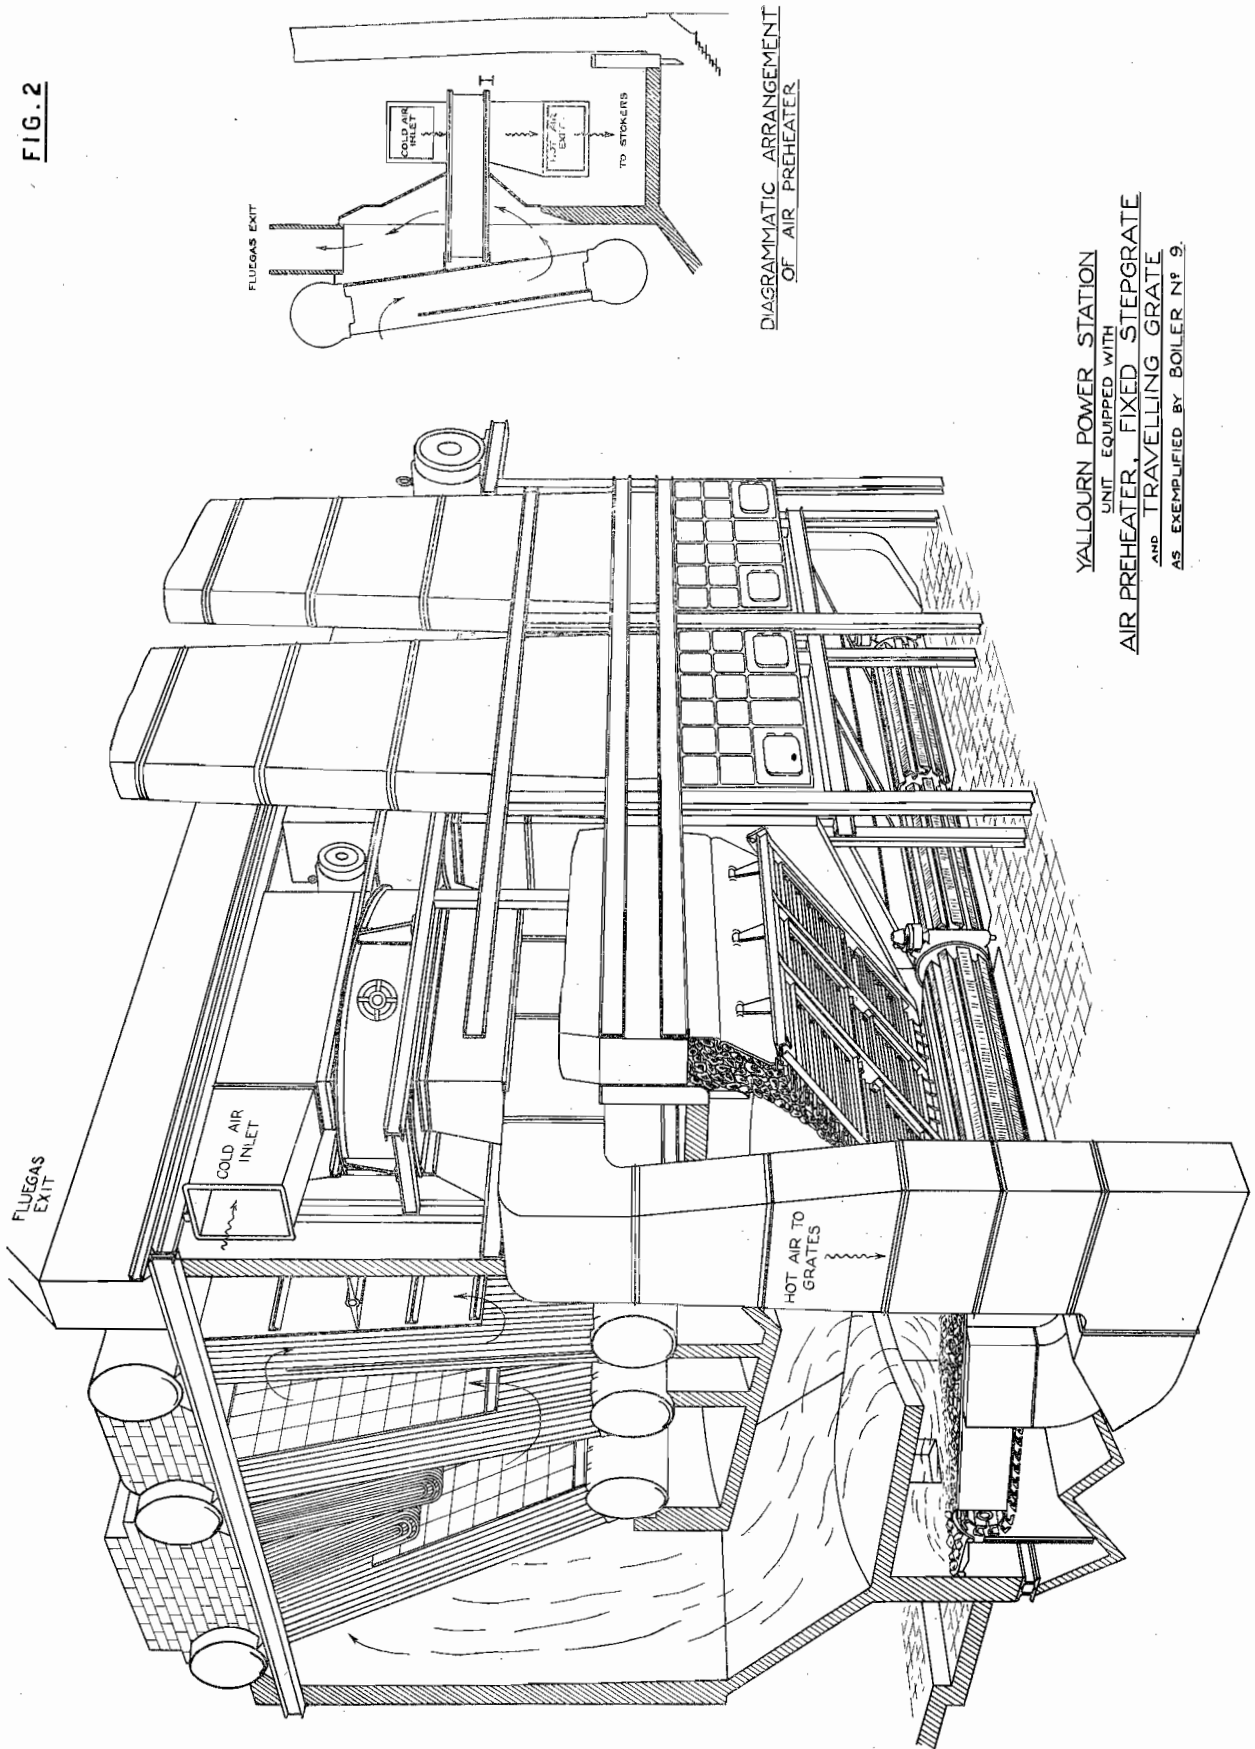 FIG. 2
FLUEGAS EXIT
COLD AIR
INLET
HOT AIR
EXIT
TO STOKERS
DIAGRAMMATIC ARRANGEMENT
OF AIR PREHEATER
FLUEGAS
EXIT
COLD AIR
INLET
HOT AIR TO
GRATES
YALLOURN POWER STATION
UNIT EQUIPPED WITH
AIR PREHEATER, FIXED STEPGRATE
AND TRAVELLING GRATE
AS EXEMPLIFIED BY BOILER Nº 9.